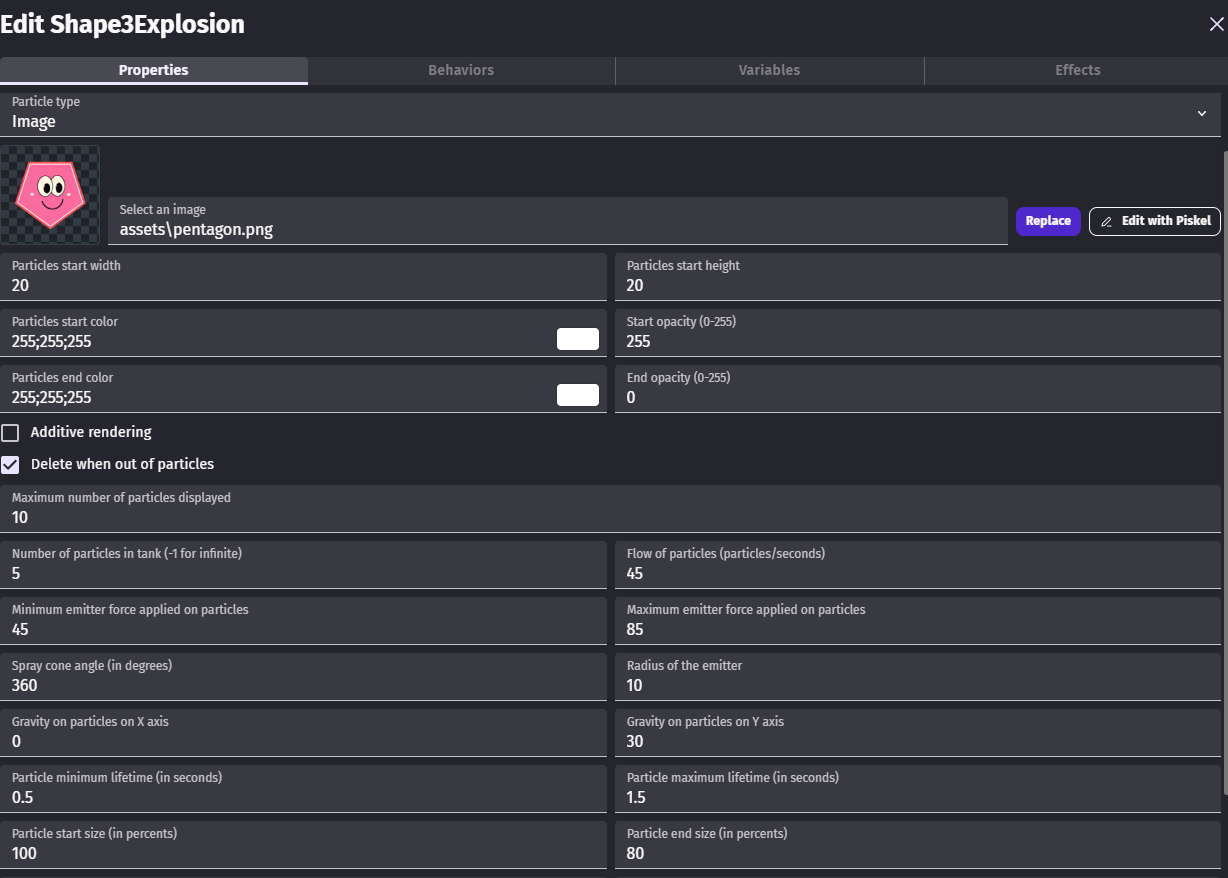 Edit Shape3Explosion
Properties Behaviors Variables Effects
Particle type
Image
Select an image
assets\pentagon.png
Replace
Edit with Piskel
Particles start width
20
Particles start height
20
Particles start color
255;255;255
Start opacity (0-255)
255
Particles end color
255;255;255
End opacity (0-255)
0
Additive rendering
Delete when out of particles
Maximum number of particles displayed
10
Number of particles in tank (-1 for infinite)
5
Flow of particles (particles/seconds)
45
Minimum emitter force applied on particles
45
Maximum emitter force applied on particles
85
Spray cone angle (in degrees)
360
Radius of the emitter
10
Gravity on particles on X axis
0
Gravity on particles on Y axis
30
Particle minimum lifetime (in seconds)
0.5
Particle maximum lifetime (in seconds)
1.5
Particle start size (in percents)
100
Particle end size (in percents)
80